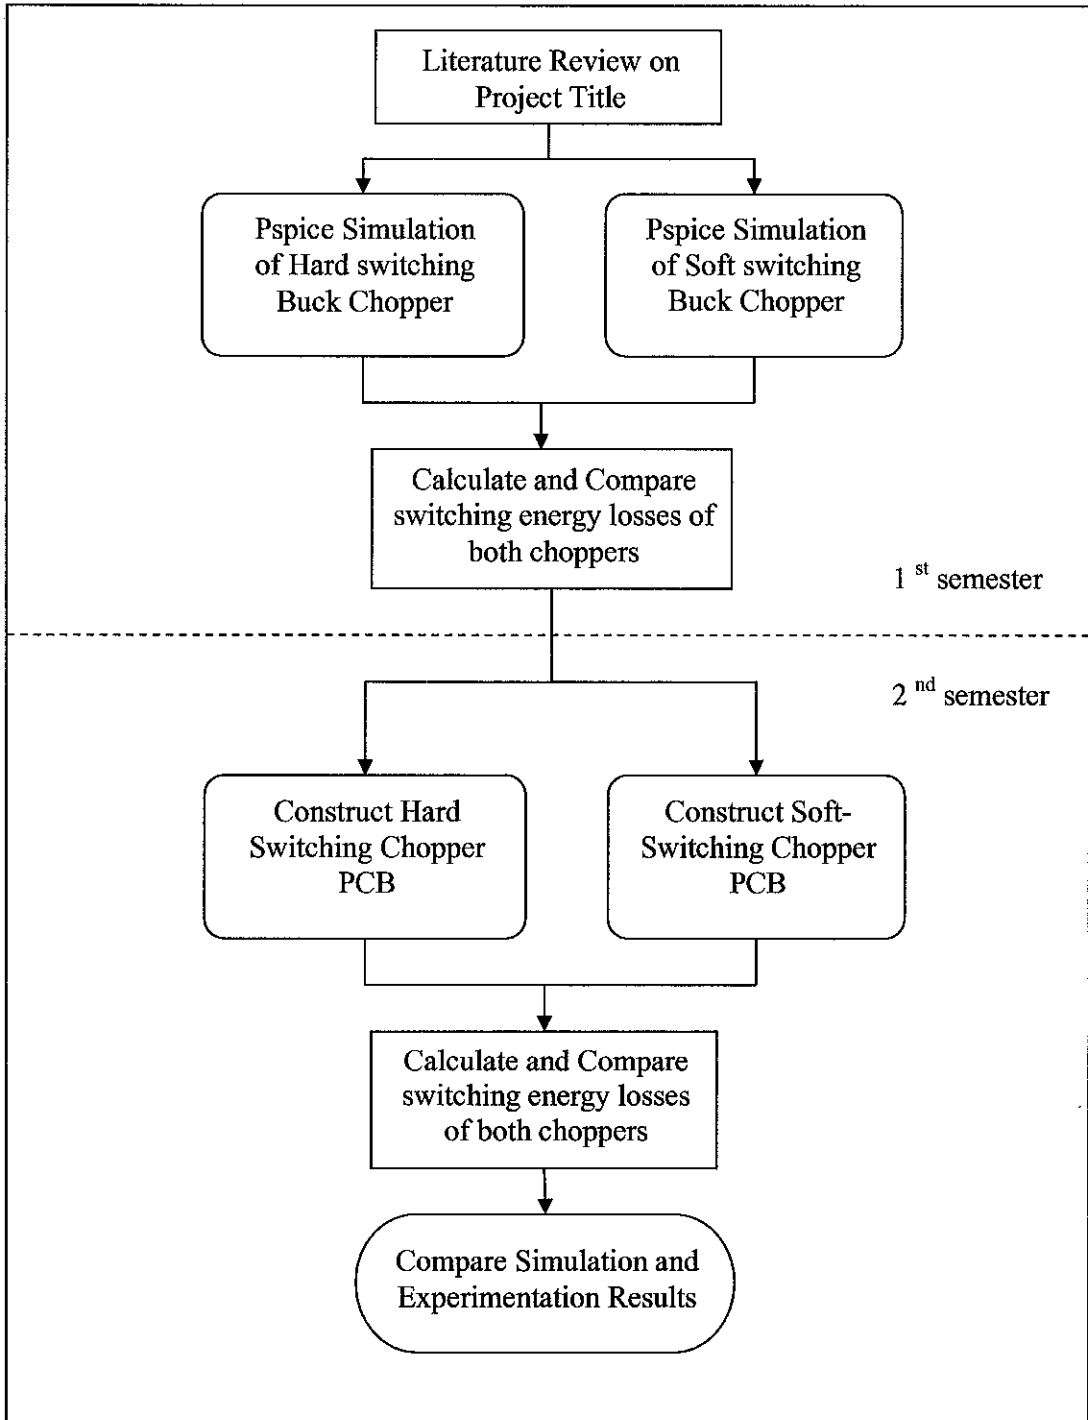 Literature Review on
Project Title
Pspice Simulation
of Hard switching
Buck Chopper
Pspice Simulation
of Soft switching
Buck Chopper
Calculate and Compare
switching energy losses of
both choppers
1 st semester
2 nd semester
Construct Hard
Switching Chopper
PCB
Construct Soft-
Switching Chopper
PCB
Calculate and Compare
switching energy losses
of both choppers
Compare Simulation and
Experimentation Results